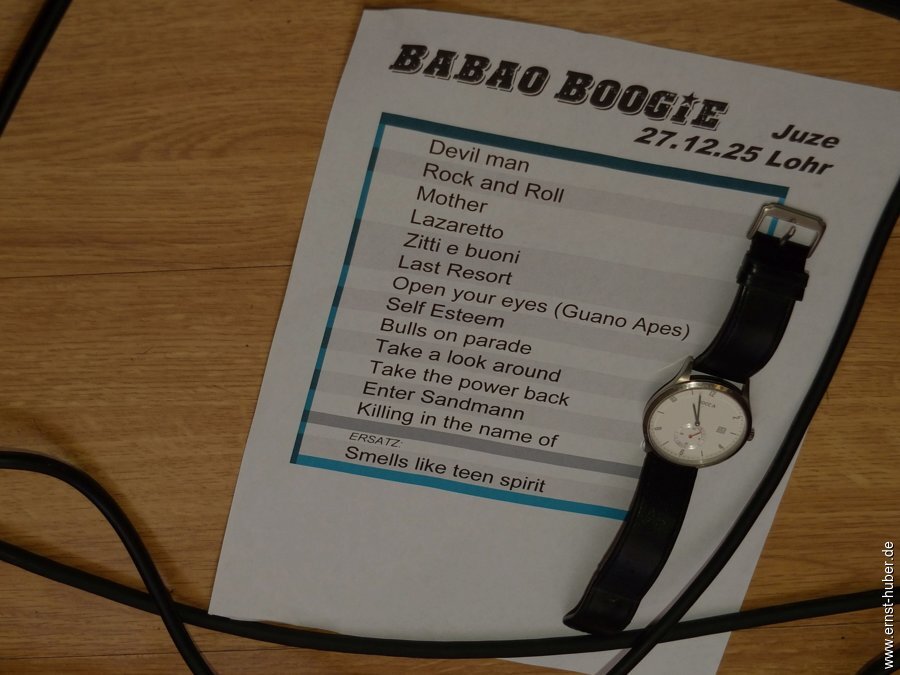 BABAO BOOGiE
Juze
27.12.25 Lohr
Devil man
Rock and Roll
Mother
Lazaretto
Zitti e buoni
Last Resort
Open your eyes (Guano Apes)
Self Esteem
Bulls on parade
Take a look around
Take the power back
Enter Sandmann
Killing in the name of
ERSATZ:
Smells like teen spirit
www.ernst-huber.de